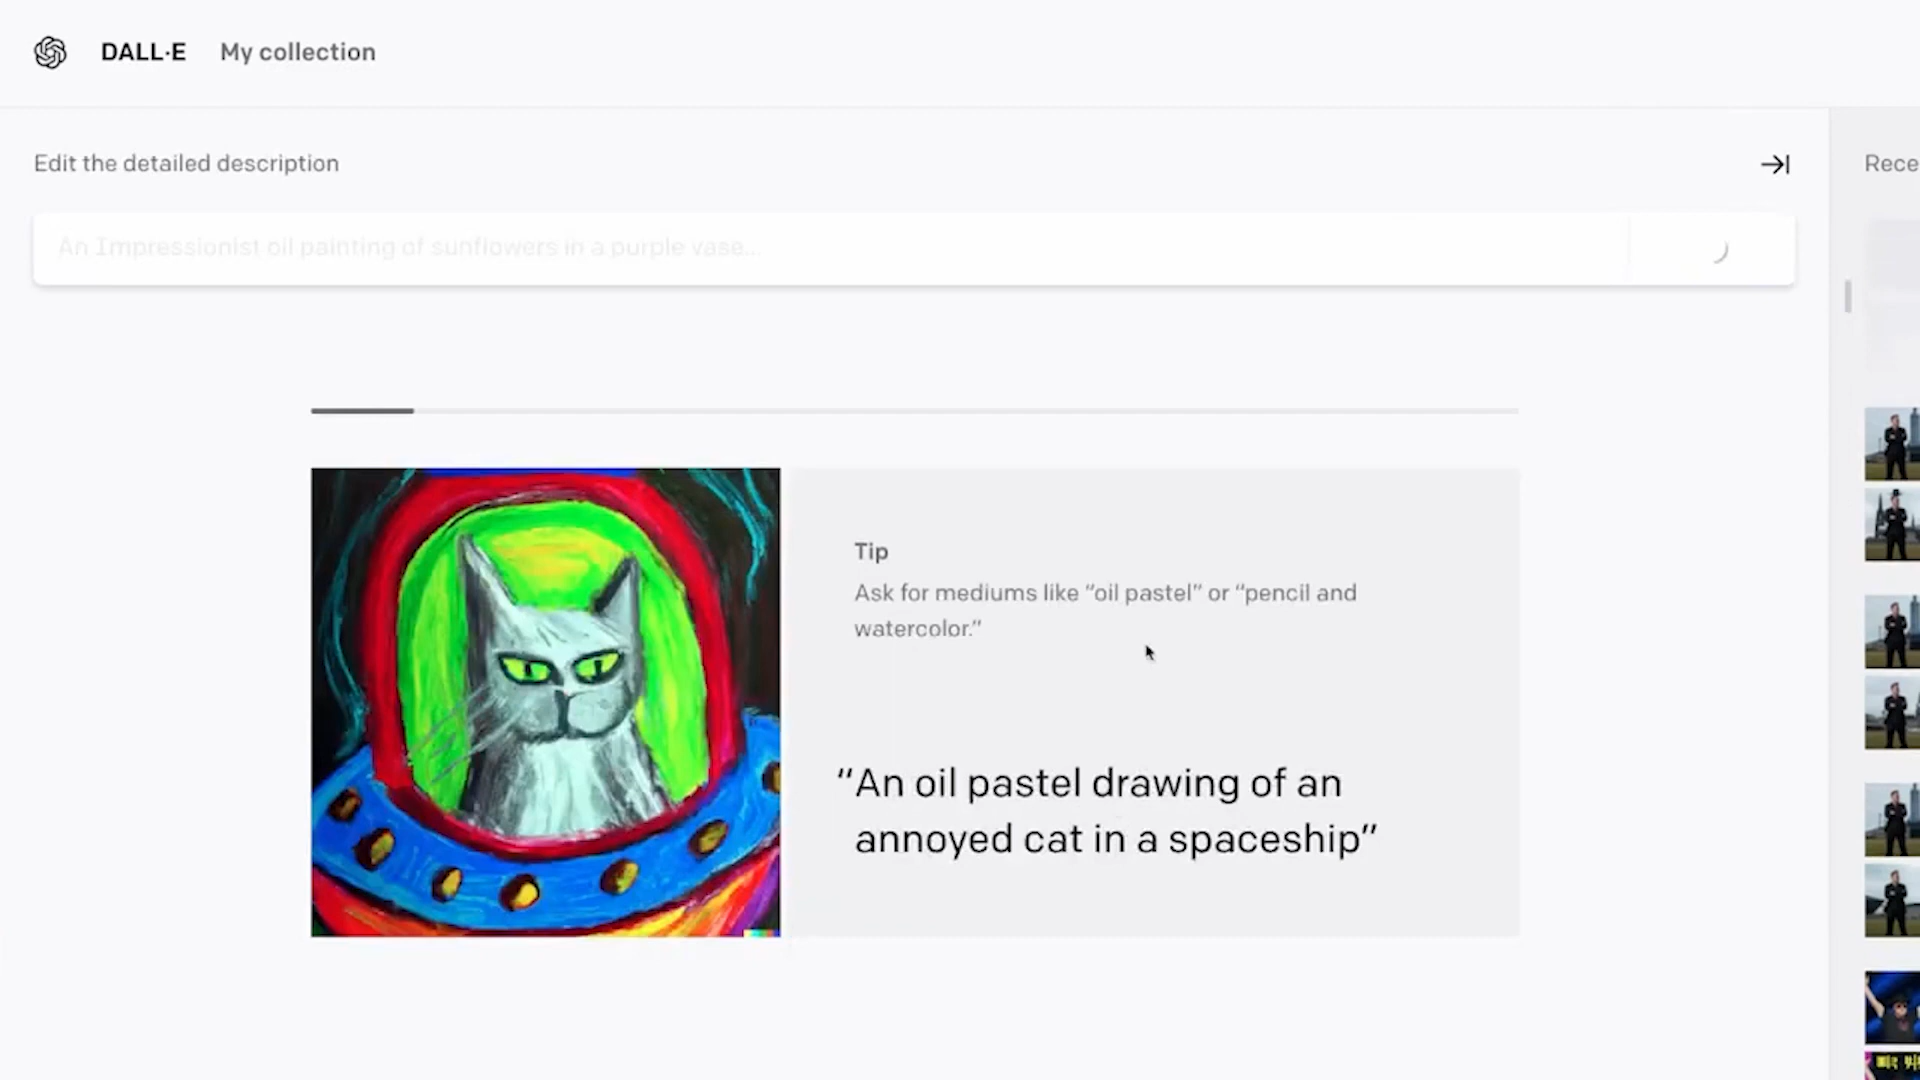 DALL·E My collection
Edit the detailed description
Rece
An Impressionist oil painting of sunflowers in a purple vase...
Tip
Ask for mediums like “oil pastel” or “pencil and
watercolor.”
“An oil pastel drawing of an
annoyed cat in a spaceship”